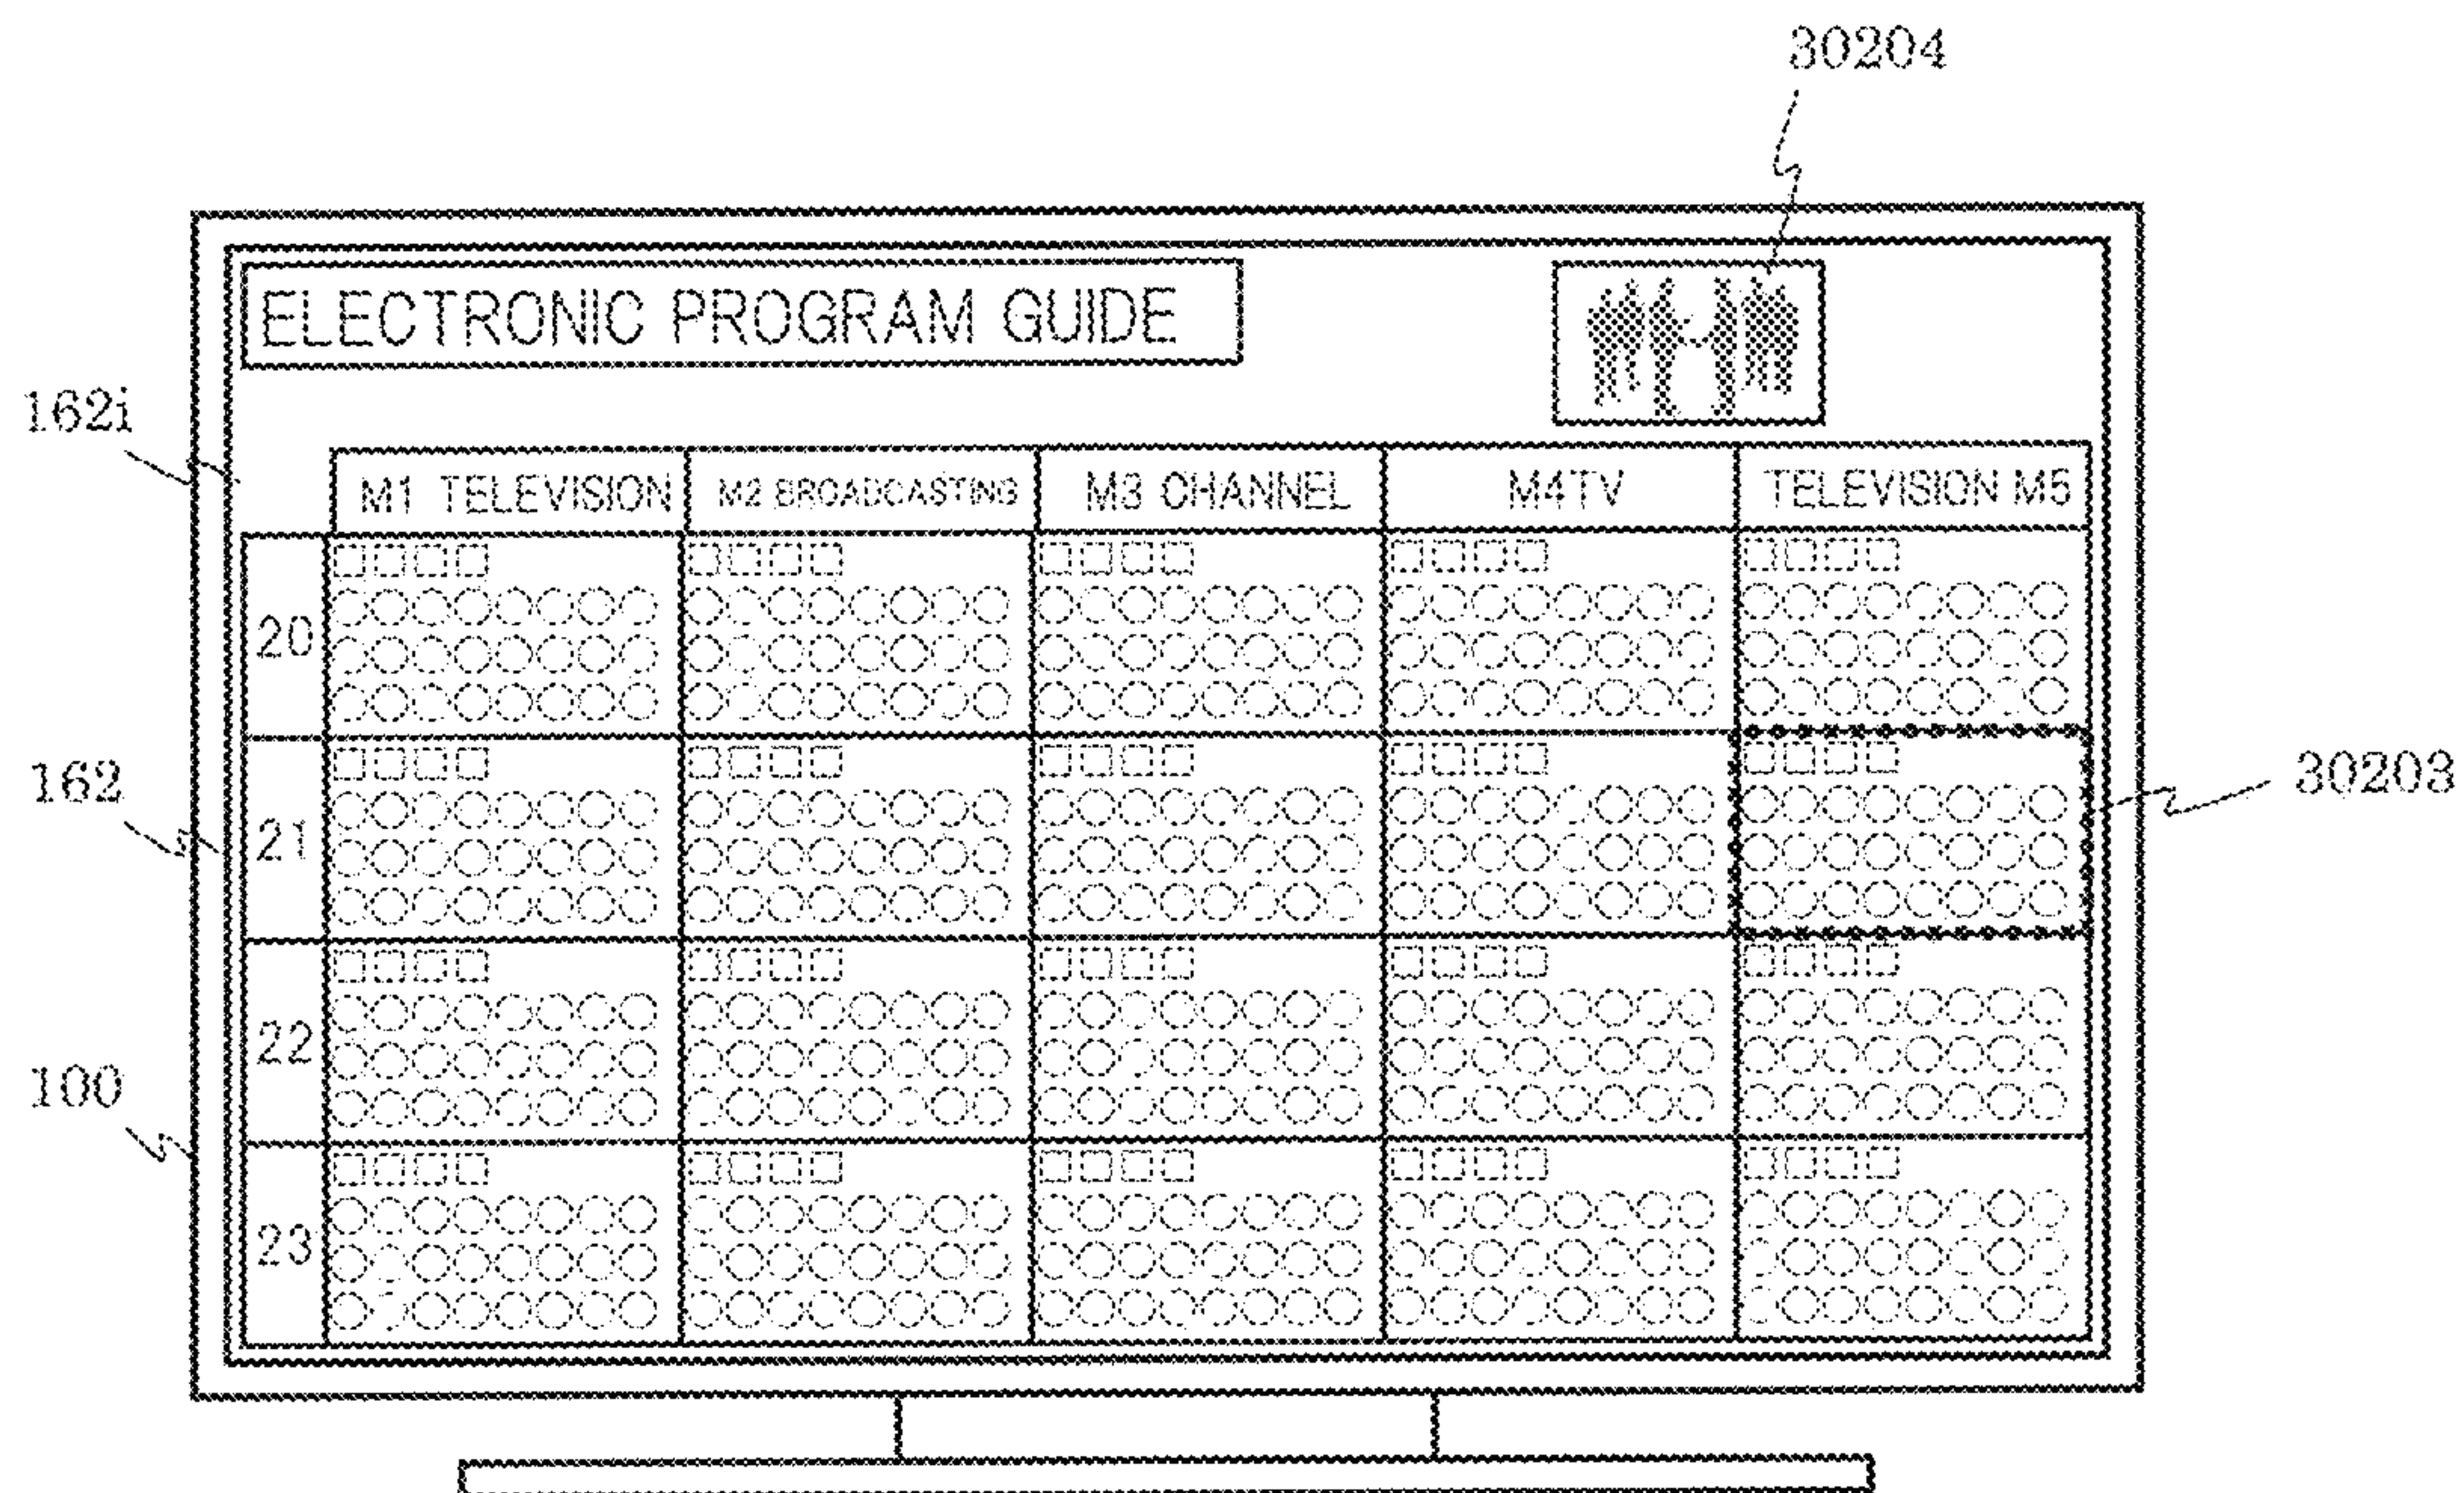 30204
ELECTRONIC PROGRAM GUIDE
162i
M1 TELEVISION M2 BROADCASTING M3 CHANNEL M4TV TELEVISION M5
□□□□ □□□□ □□□□ □□□□ □□□□
○○○○○○○○ ○○○○○○○○ ○○○○○○○○ ○○○○○○○○ ○○○○○○○○
20
○○○○○○○○ ○○○○○○○○ ○○○○○○○○ ○○○○○○○○ ○○○○○○○○
○○○○○○○○ ○○○○○○○○ ○○○○○○○○ ○○○○○○○○ ○○○○○○○○
□□□□ □□□□ □□□□ □□□□ □□□□
162
30203
○○○○○○○○ ○○○○○○○○ ○○○○○○○○ ○○○○○○○○ ○○○○○○○○
21
○○○○○○○○ ○○○○○○○○ ○○○○○○○○ ○○○○○○○○ ○○○○○○○○
○○○○○○○○ ○○○○○○○○ ○○○○○○○○ ○○○○○○○○ ○○○○○○○○
□□□□ □□□□ □□□□ □□□□ □□□□
○○○○○○○○ ○○○○○○○○ ○○○○○○○○ ○○○○○○○○ ○○○○○○○○
22
○○○○○○○○ ○○○○○○○○ ○○○○○○○○ ○○○○○○○○ ○○○○○○○○
100
○○○○○○○○ ○○○○○○○○ ○○○○○○○○ ○○○○○○○○ ○○○○○○○○
□□□□ □□□□ □□□□ □□□□ □□□□
○○○○○○○○ ○○○○○○○○ ○○○○○○○○ ○○○○○○○○ ○○○○○○○○
23
○○○○○○○○ ○○○○○○○○ ○○○○○○○○ ○○○○○○○○ ○○○○○○○○
○○○○○○○○ ○○○○○○○○ ○○○○○○○○ ○○○○○○○○ ○○○○○○○○